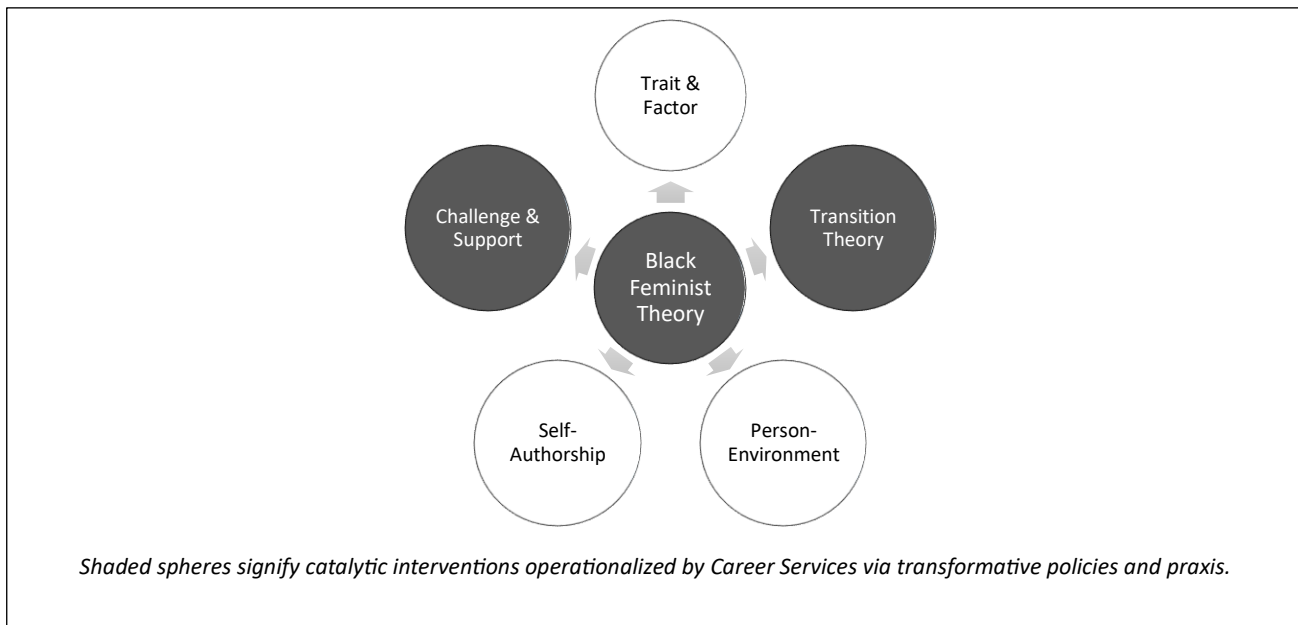 Trait &
Factor
Challenge &
Support
Transition
Theory
Black
Feminist
Theory
Self-
Authorship
Person-
Environment
Shaded spheres signify catalytic interventions operationalized by Career Services via transformative policies and praxis.